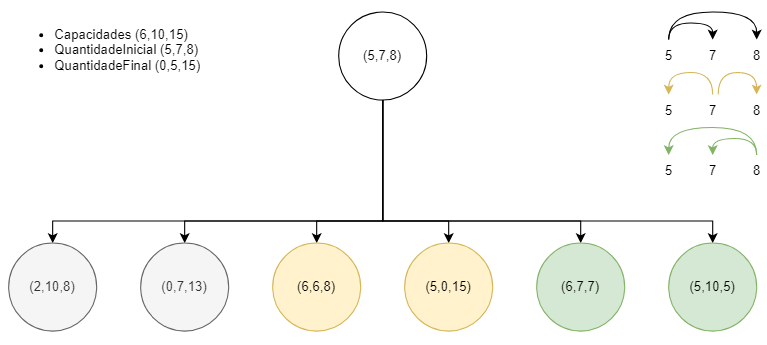 Capacidades (6,10,15)
QuantidadeInicial (5,7,8)
QuantidadeFinal (0,5,15)
(5,7,8)
5 7 8
5 7 8
5 7 8
(2,10,8) (0,7,13) (6,6,8) (5,0,15) (6,7,7) (5,10,5)